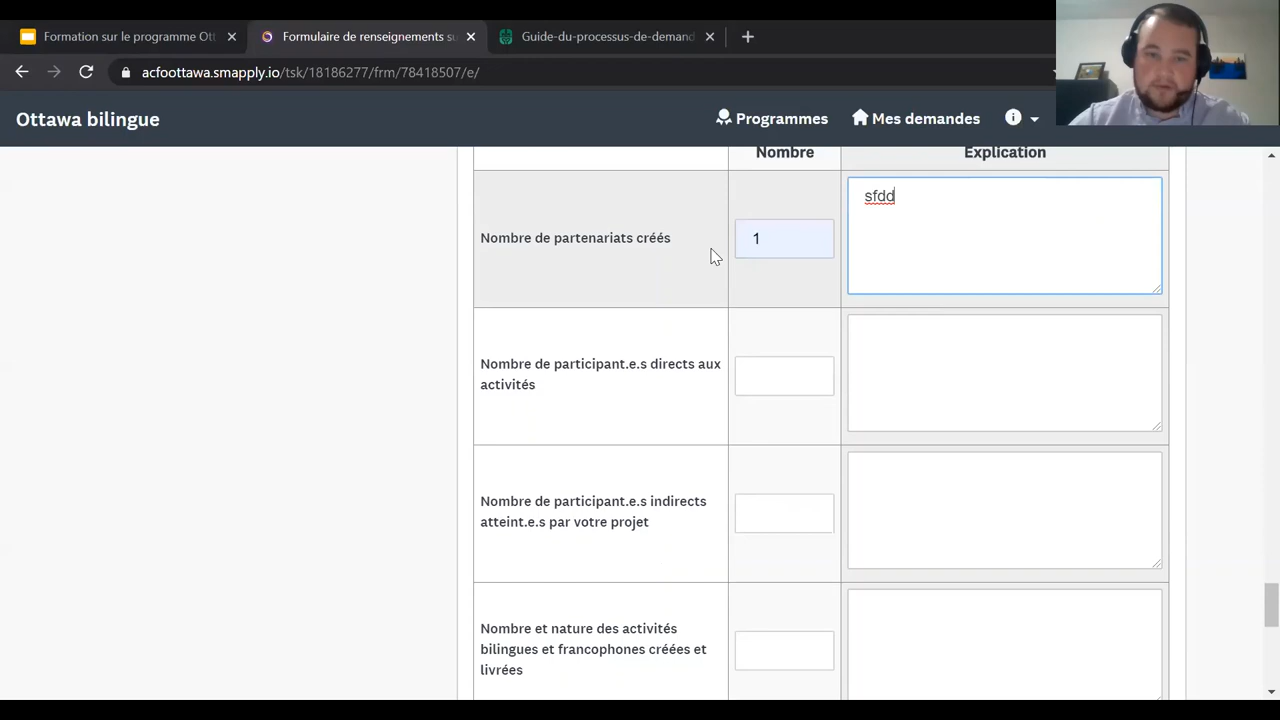 Formation sur le programme Ott
Formulaire de renseignements su
Guide-du-processus-de-demand
acfoottawa.smapply.io/tsk/18186277/frm/78418507/e/
Ottawa bilingue
Programmes
Mes demandes
Nombre
Explication
Nombre de partenariats créés
1
sfdd
Nombre de participant.e.s directs aux
activités
Nombre de participant.e.s indirects
atteint.e.s par votre projet
Nombre et nature des activités
bilingues et francophones créées et
livrées